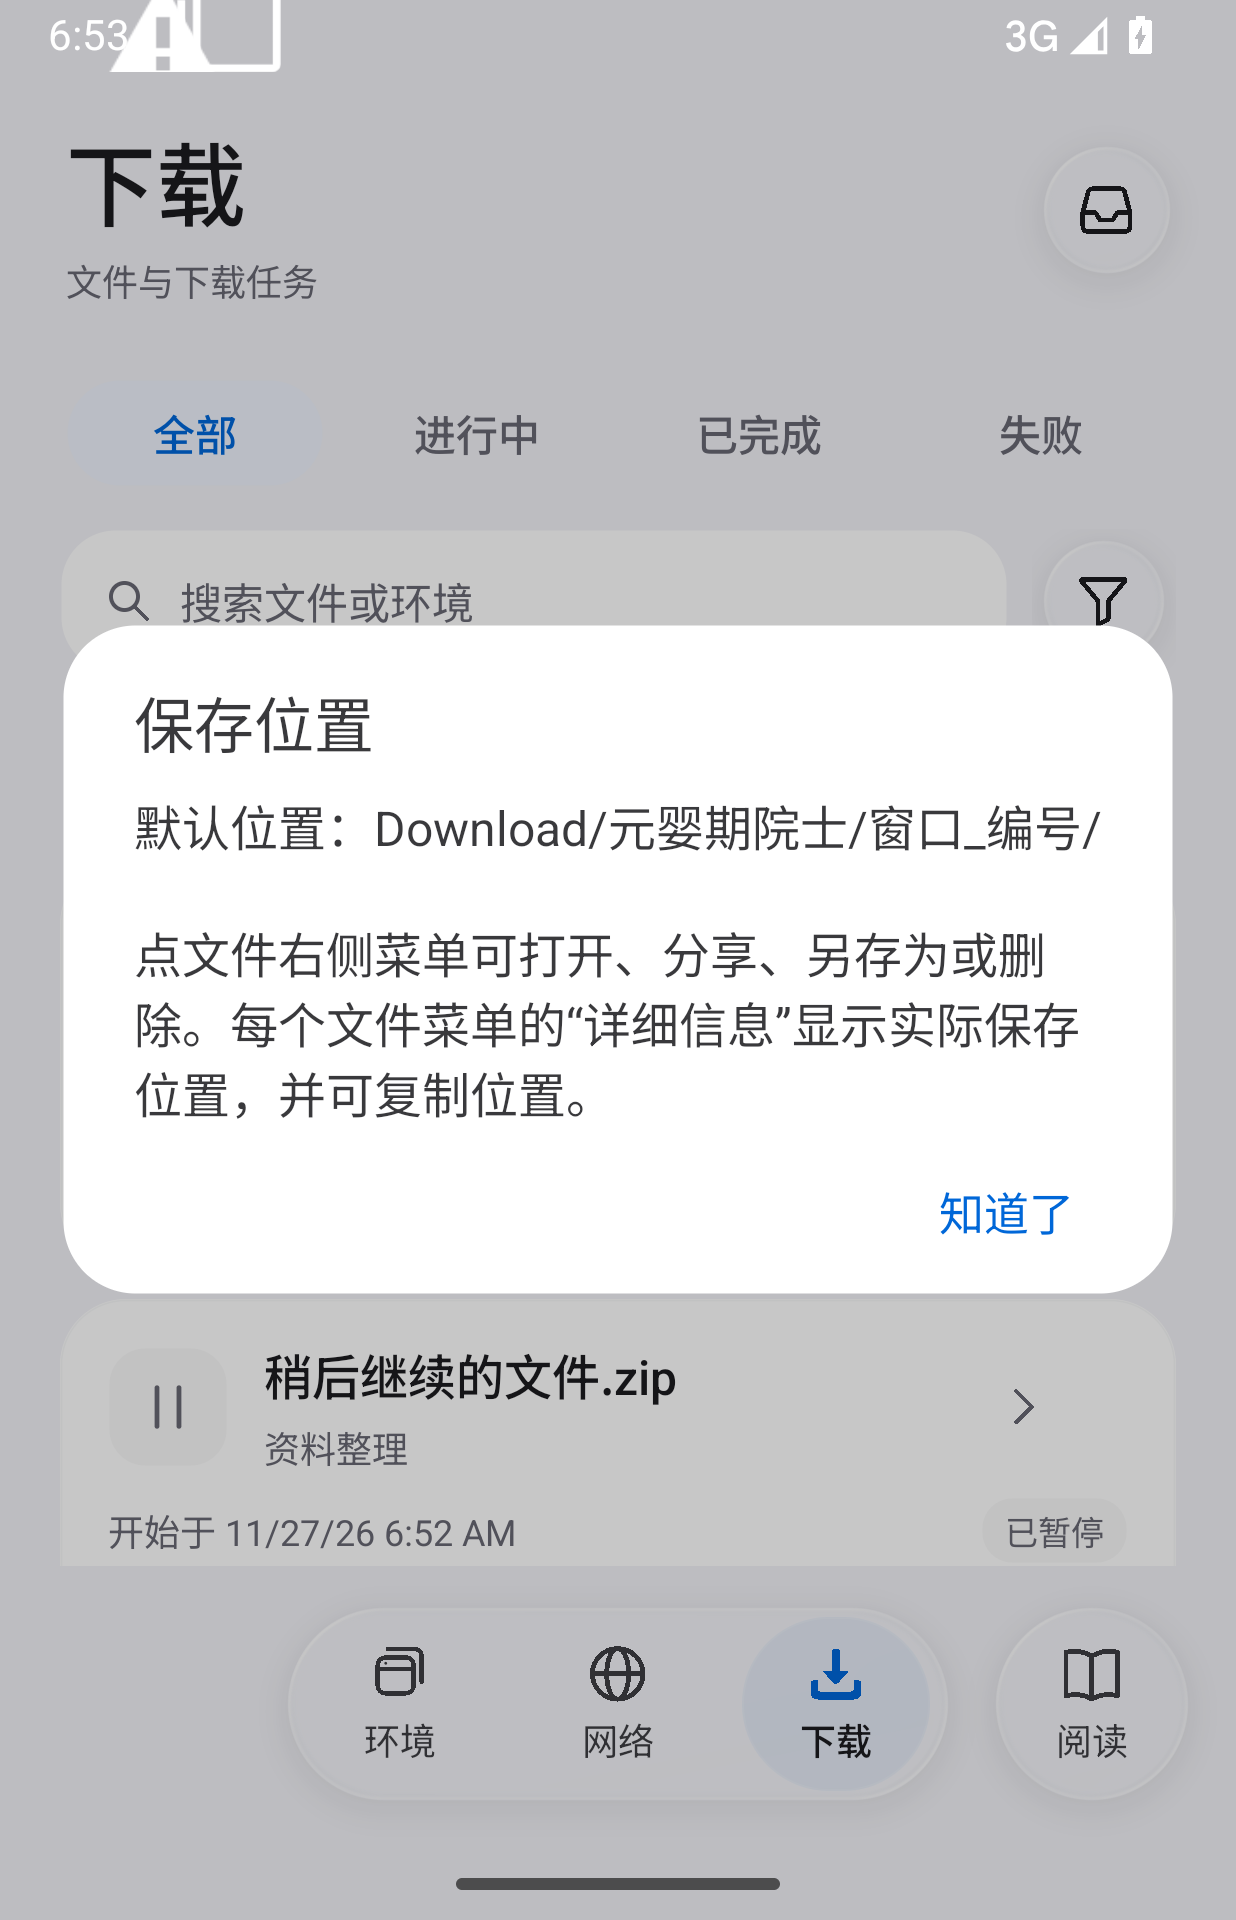 6:53
3G
下载
文件与下载任务
全部
进行中
已完成
失败
搜索文件或环境
保存位置
默认位置：Download/元婴期院士/窗口_编号/
点文件右侧菜单可打开、分享、另存为或删
除。每个文件菜单的“详细信息”显示实际保存
位置，并可复制位置。
知道了
稍后继续的文件.zip
资料整理
开始于 11/27/26 6:52 AM
已暂停
环境
网络
下载
阅读